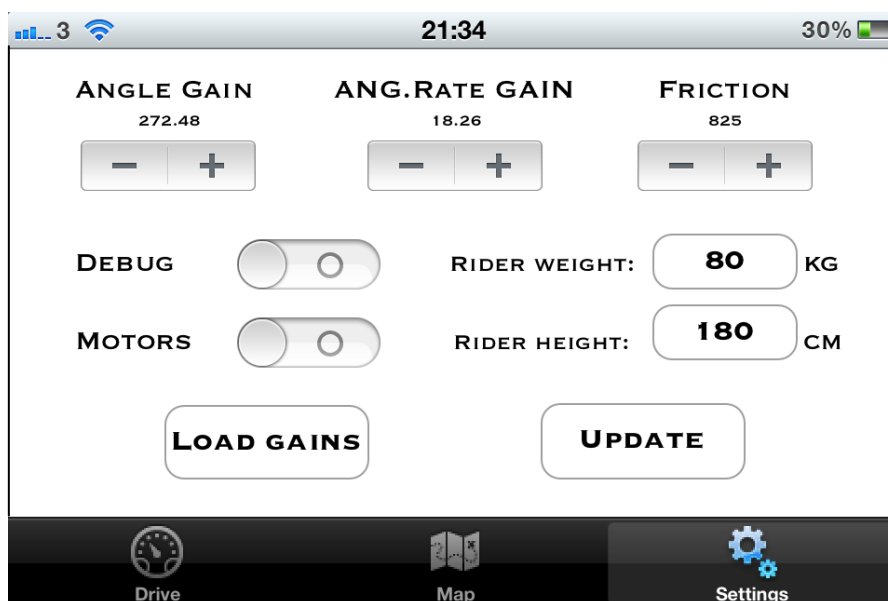 3 21:34 30%
Angle Gain ANG.Rate GAIN Friction
272.48 18.26 825
Debug Rider weight: 80 KG
Motors Rider height: 180 CM
Load gains Update
Drive Map Settings